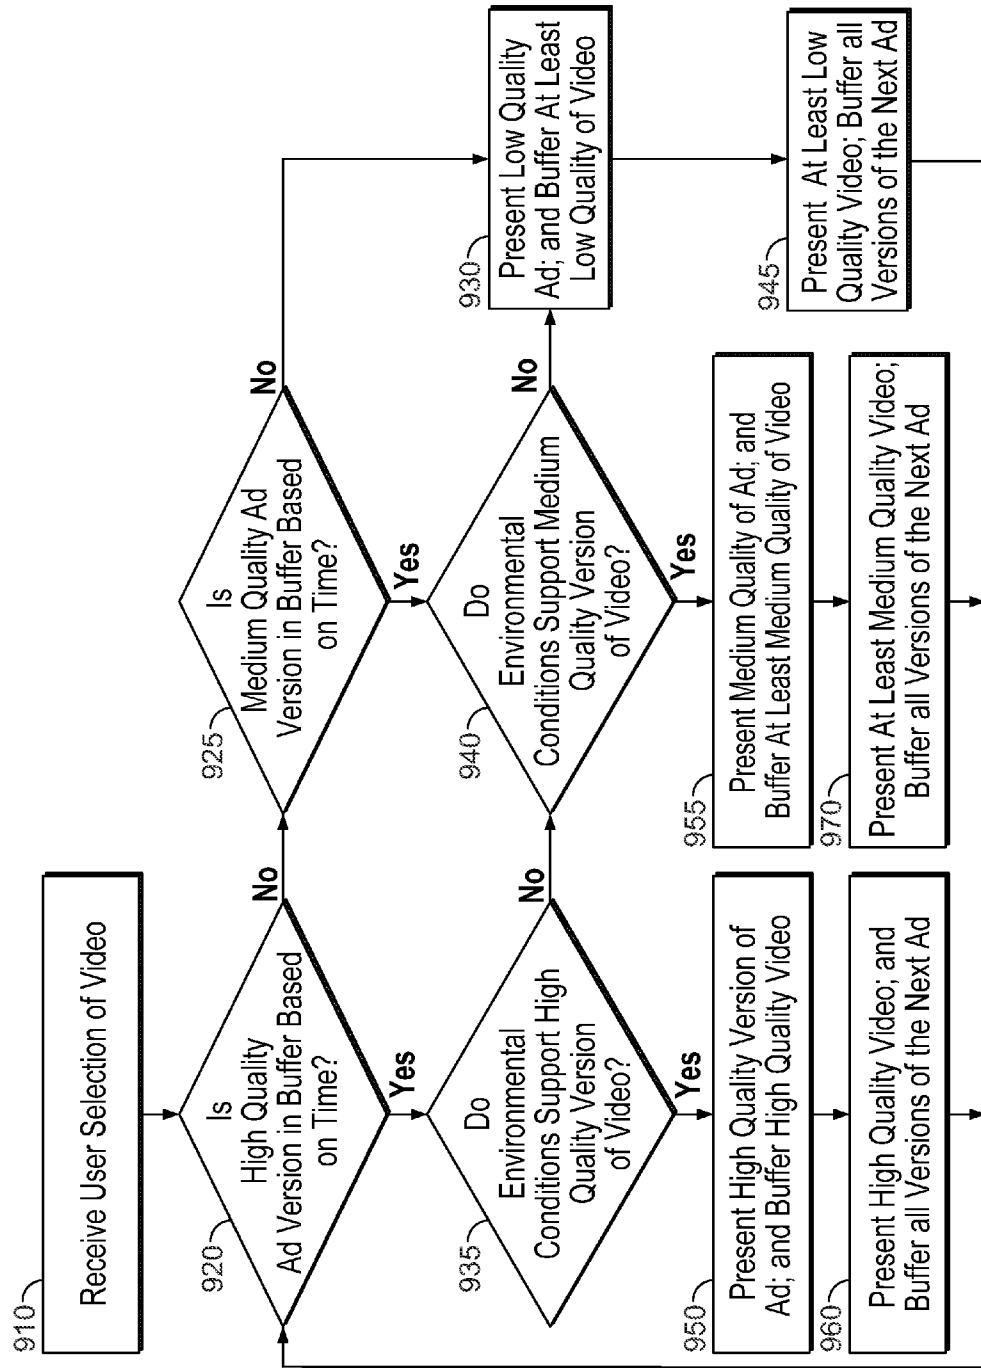 910
Receive User Selection of Video
920
Is
High Quality
Ad Version in Buffer Based
on Time?
No
Yes
925
Is
Medium Quality Ad
Version in Buffer Based
on Time?
No
Yes
935
Do
Environmental
Conditions Support High
Quality Version
of Video?
No
Yes
940
Do
Environmental
Conditions Support Medium
Quality Version
of Video?
No
Yes
930
Present Low Quality
Ad; and Buffer At Least
Low Quality of Video
950
Present High Quality Version of
Ad; and Buffer High Quality Video
955
Present Medium Quality of Ad; and
Buffer At Least Medium Quality of Video
945
Present At Least Low
Quality Video; Buffer all
Versions of the Next Ad
960
Present High Quality Video; and
Buffer all Versions of the Next Ad
970
Present At Least Medium Quality Video;
Buffer all Versions of the Next Ad